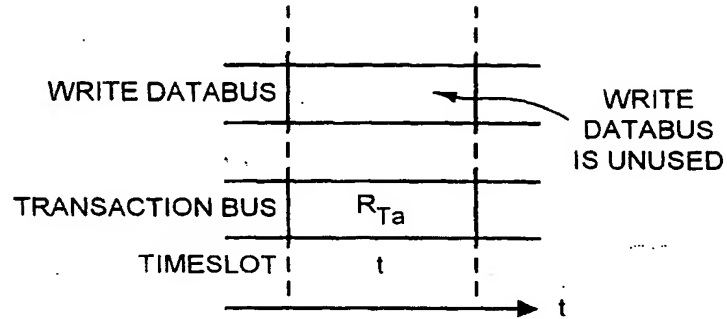 WRITE DATABUS
WRITE
DATABUS
IS UNUSED
TRANSACTION BUS
R_Ta
TIMESLOT
t
t